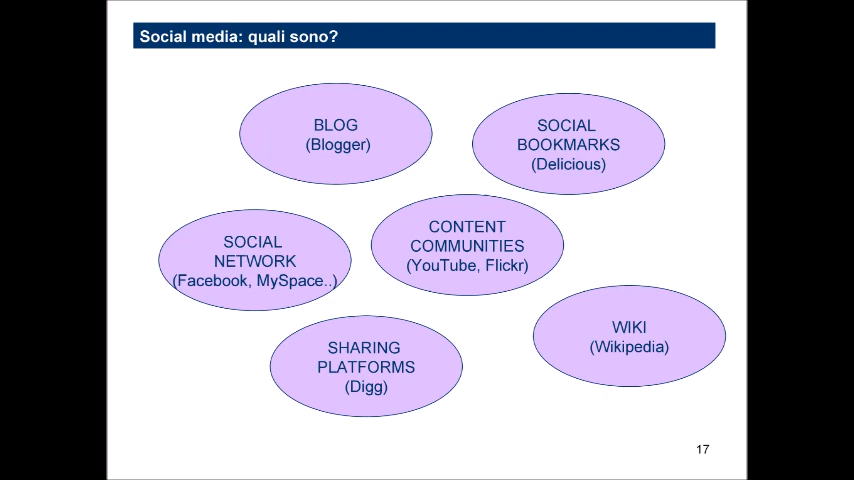 Social media: quali sono?
BLOG
(Blogger)
SOCIAL
BOOKMARKS
(Delicious)
SOCIAL
NETWORK
(Facebook, MySpace..)
CONTENT
COMMUNITIES
(YouTube, Flickr)
SHARING
PLATFORMS
(Digg)
WIKI
(Wikipedia)
17